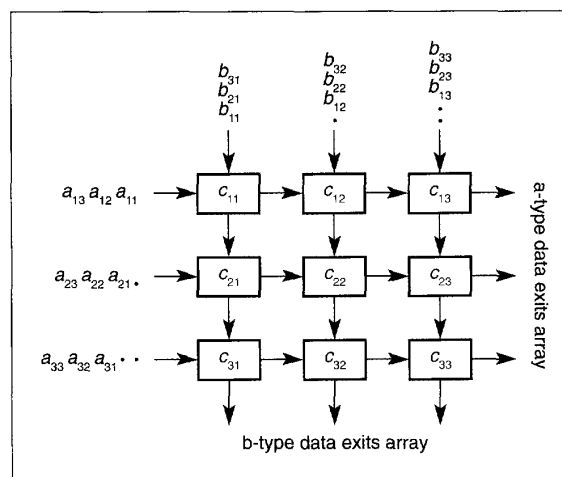 b₃₁ b₃₂ b₃₃
b₂₁ b₂₂ b₂₃
b₁₁ b₁₂ b₁₃
. :
a₁₃ a₁₂ a₁₁ c₁₁ c₁₂ c₁₃
a₂₃ a₂₂ a₂₁ . c₂₁ c₂₂ c₂₃
a₃₃ a₃₂ a₃₁ . . c₃₁ c₃₂ c₃₃
a-type data exits array
b-type data exits array